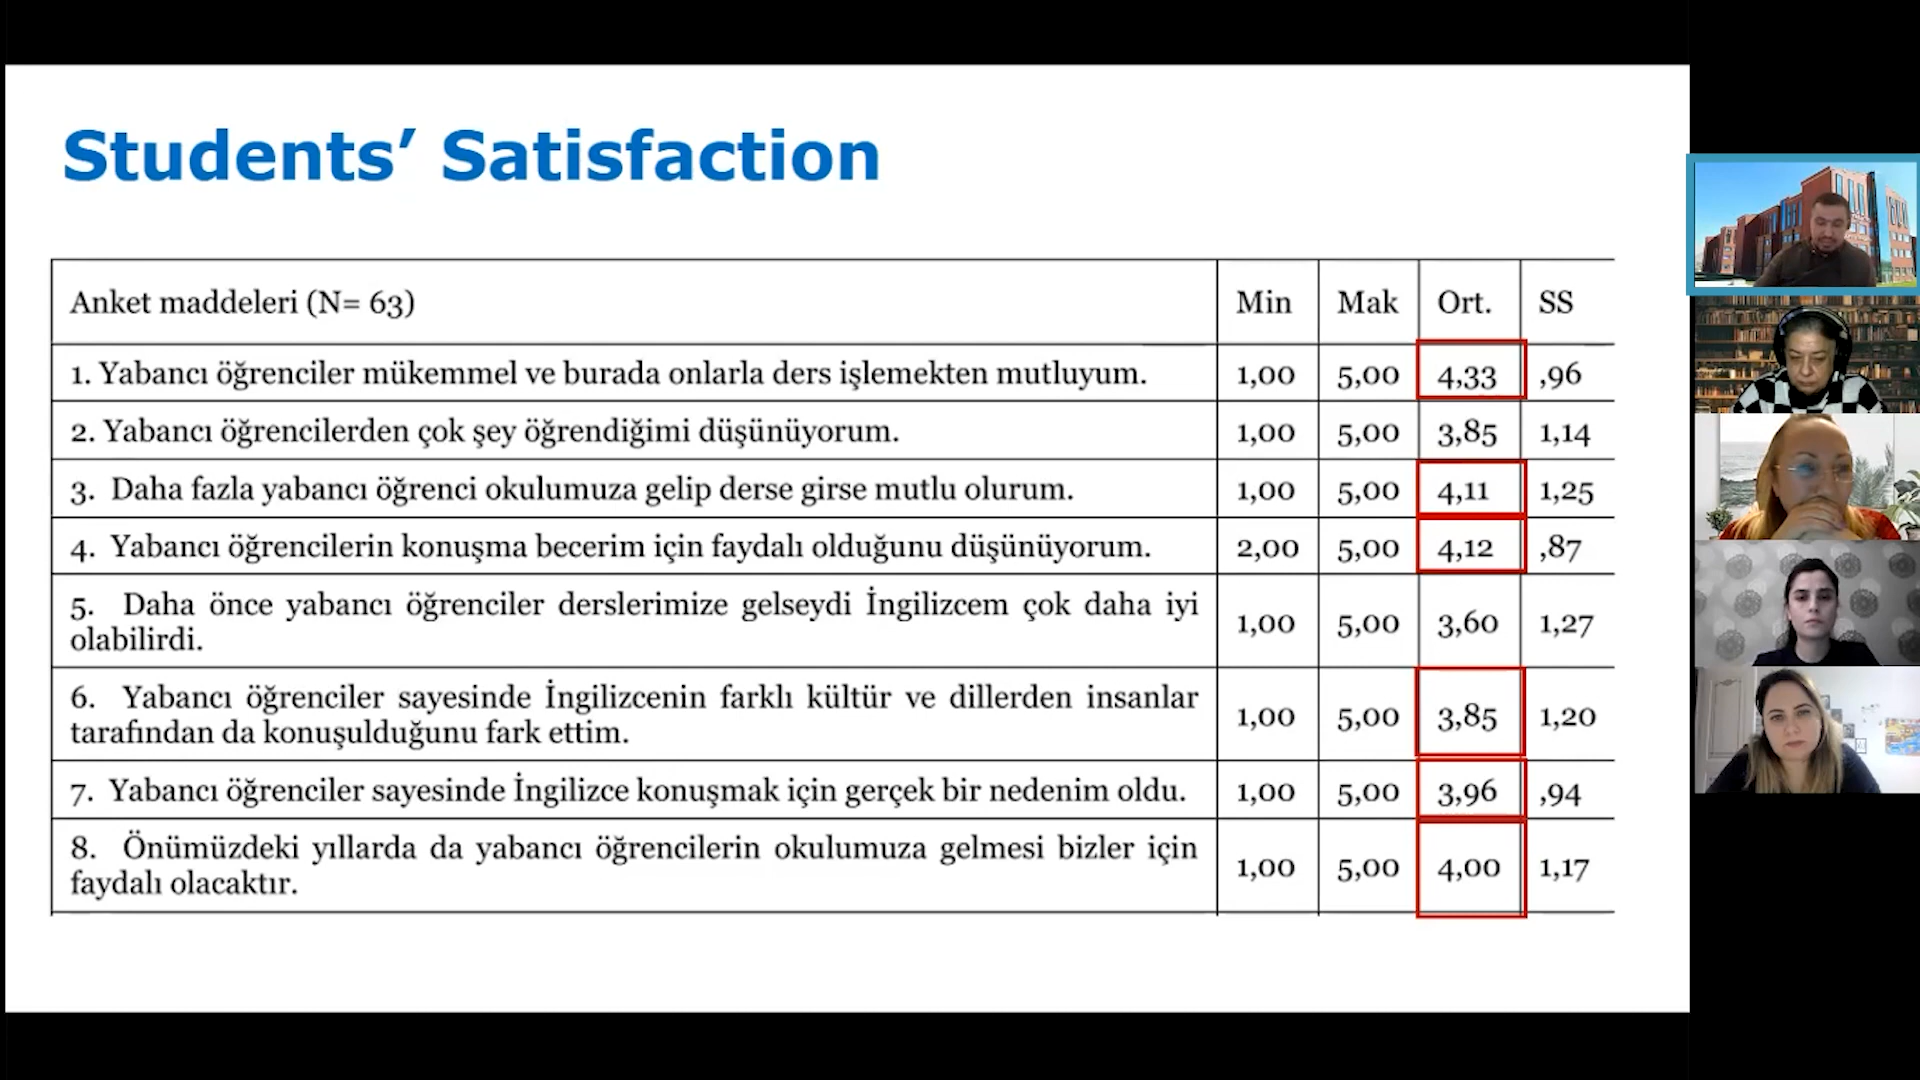 Students’ Satisfaction
Anket maddeleri (N= 63) Min Mak Ort. SS
1. Yabancı öğrenciler mükemmel ve burada onlarla ders işlemekten mutluyum. 1,00 5,00 4,33 ,96
2. Yabancı öğrencilerden çok şey öğrendiğimi düşünüyorum. 1,00 5,00 3,85 1,14
3. Daha fazla yabancı öğrenci okulumuza gelip derse girse mutlu olurum. 1,00 5,00 4,11 1,25
4. Yabancı öğrencilerin konuşma becerim için faydalı olduğunu düşünüyorum. 2,00 5,00 4,12 ,87
5. Daha önce yabancı öğrenciler derslerimize gelseydi İngilizcem çok daha iyi
olabilirdi. 1,00 5,00 3,60 1,27
6. Yabancı öğrenciler sayesinde İngilizcenin farklı kültür ve dillerden insanlar
tarafından da konuşulduğunu fark ettim. 1,00 5,00 3,85 1,20
7. Yabancı öğrenciler sayesinde İngilizce konuşmak için gerçek bir nedenim oldu. 1,00 5,00 3,96 ,94
8. Önümüzdeki yıllarda da yabancı öğrencilerin okulumuza gelmesi bizler için
faydalı olacaktır. 1,00 5,00 4,00 1,17